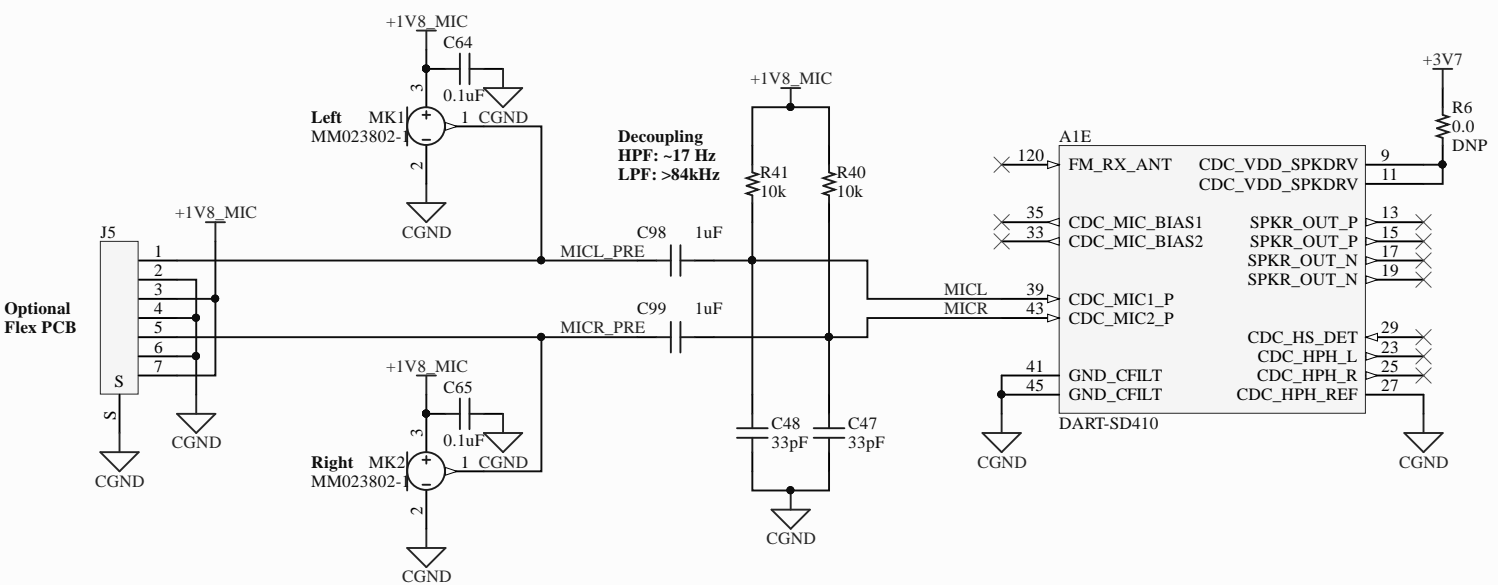 +1V8_MIC
C64
0.1uF
3
Left
MK1
MM023802-1
1
CGND
2
CGND
Decoupling
HPF: ~17 Hz
LPF: >84kHz
+1V8_MIC
R41
10k
R40
10k
+3V7
R6
0.0
DNP
A1E
120
FM_RX_ANT
CDC_VDD_SPKDRV
9
CDC_VDD_SPKDRV
11
35
CDC_MIC_BIAS1
33
CDC_MIC_BIAS2
SPKR_OUT_P
13
SPKR_OUT_P
15
SPKR_OUT_N
17
SPKR_OUT_N
19
MICL
39
CDC_MIC1_P
MICR
43
CDC_MIC2_P
CDC_HS_DET
29
CDC_HPH_L
23
CDC_HPH_R
25
CDC_HPH_REF
27
41
GND_CFILT
45
GND_CFILT
DART-SD410
CGND
CGND
+1V8_MIC
J5
1
2
3
4
5
6
7
Optional
Flex PCB
S
S
CGND
CGND
MICL_PRE
C98
1uF
MICR_PRE
C99
1uF
+1V8_MIC
C65
0.1uF
3
Right
MK2
MM023802-1
1
CGND
2
CGND
C48
33pF
C47
33pF
CGND